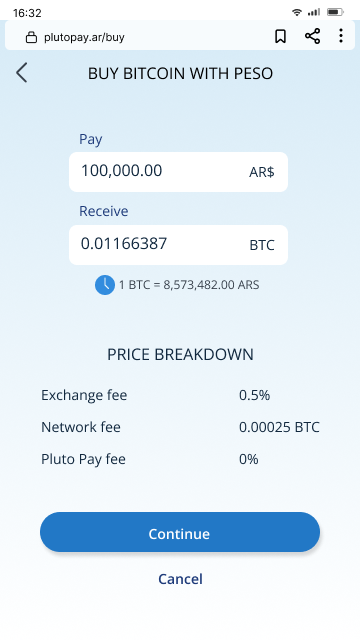 16:32
plutopay.ar/buy
BUY BITCOIN WITH PESO
Pay
100,000.00 AR$
Receive
0.01166387 BTC
1 BTC = 8,573,482.00 ARS
PRICE BREAKDOWN
Exchange fee 0.5%
Network fee 0.00025 BTC
Pluto Pay fee 0%
Continue
Cancel